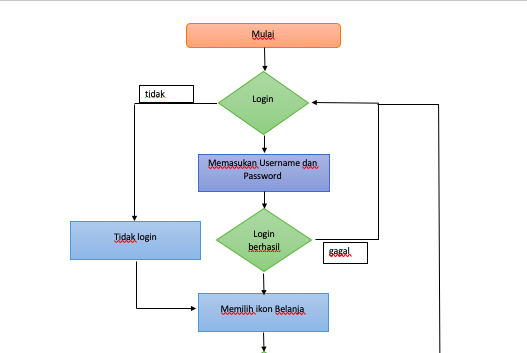 Mulai
tidak
Login
Memasukan Username dan
Password
Tidak login
Login
berhasil
gagal
Memilih ikon Belanja